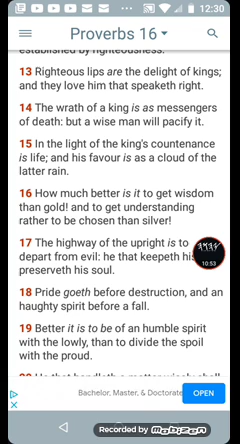 12:30
Proverbs 16
established by righteousness.
13 Righteous lips are the delight of kings;
and they love him that speaketh right.
14 The wrath of a king is as messengers
of death: but a wise man will pacify it.
15 In the light of the king's countenance
is life; and his favour is as a cloud of the
latter rain.
16 How much better is it to get wisdom
than gold! and to get understanding
rather to be chosen than silver!
17 The highway of the upright is to
depart from evil: he that keepeth his
preserveth his soul.
10:53
18 Pride goeth before destruction, and an
haughty spirit before a fall.
19 Better it is to be of an humble spirit
with the lowly, than to divide the spoil
with the proud.
Bachelor, Master, & Doctorate
OPEN
Recorded by Mobizen